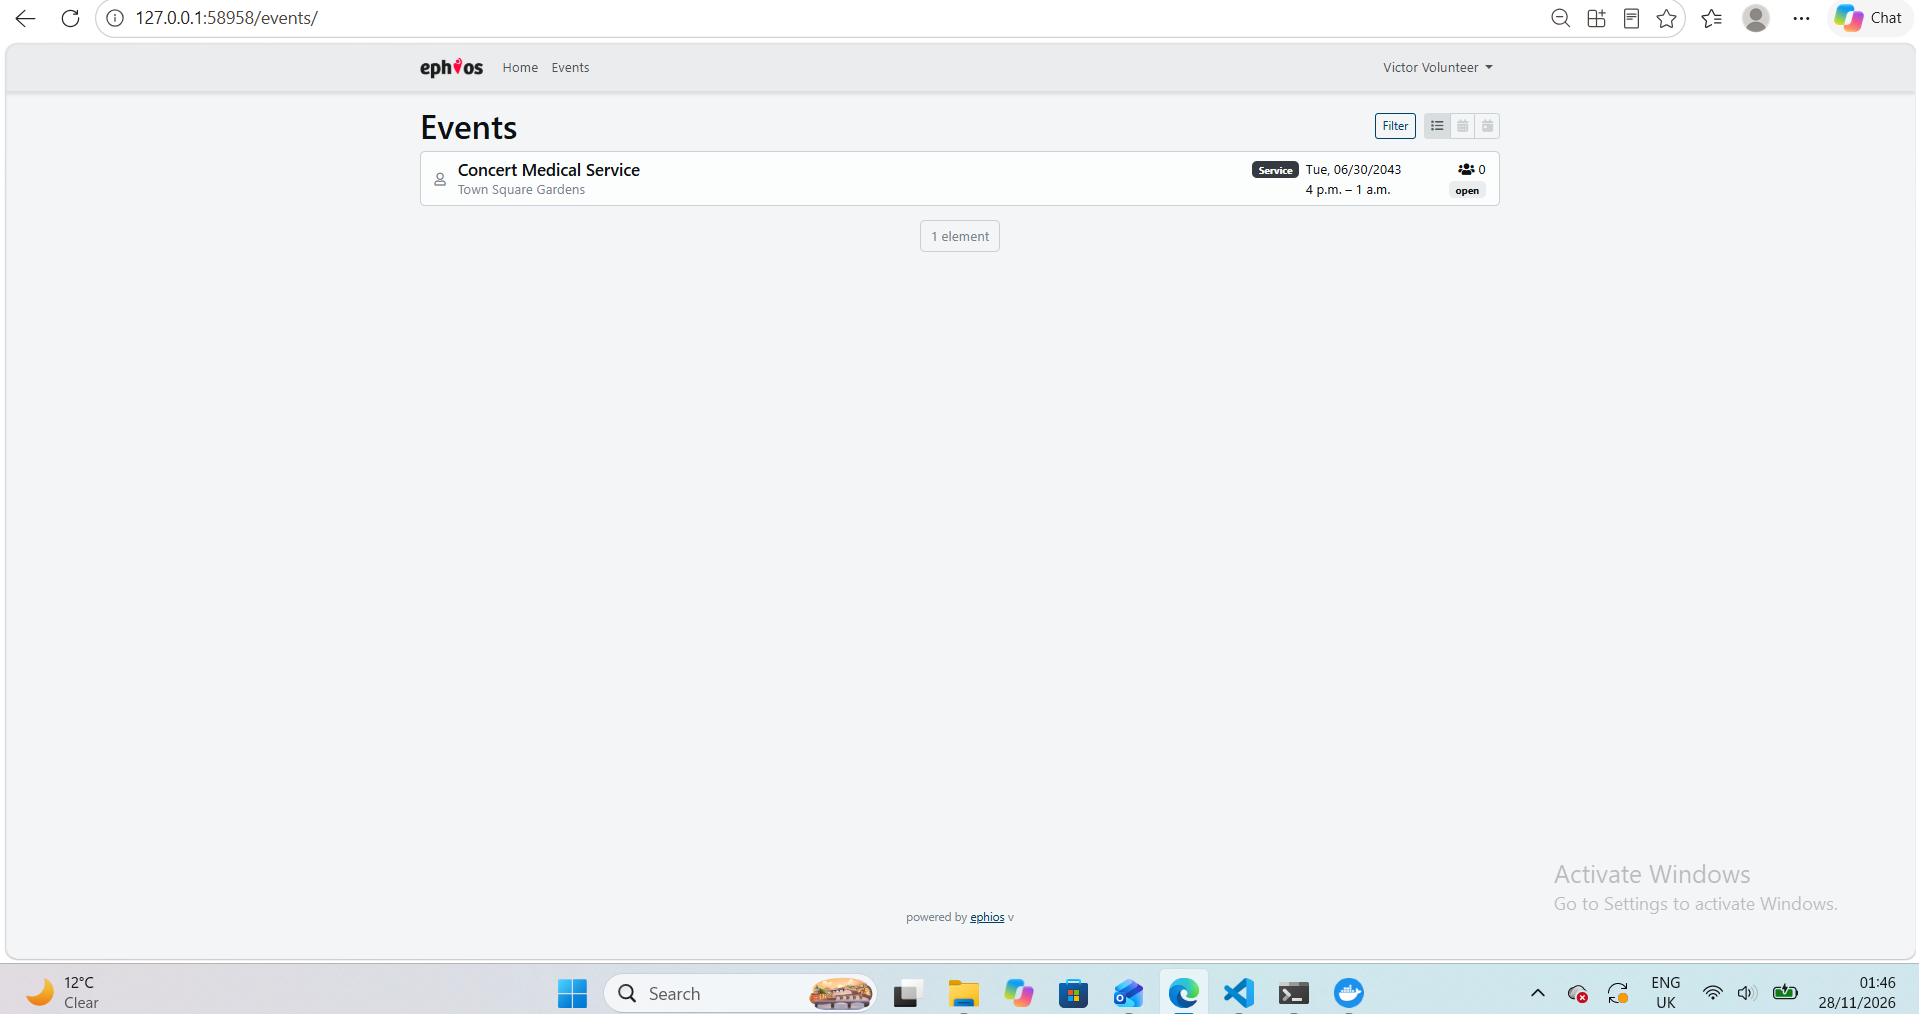 127.0.0.1:58958/events/
Chat
ephios Home Events Victor Volunteer
Events
Filter
Concert Medical Service Service Tue, 06/30/2043 0
Town Square Gardens 4 p.m. – 1 a.m. open
1 element
Activate Windows
Go to Settings to activate Windows.
powered by ephios v
12°C
Clear
Search
ENG
UK
01:46
28/11/2026